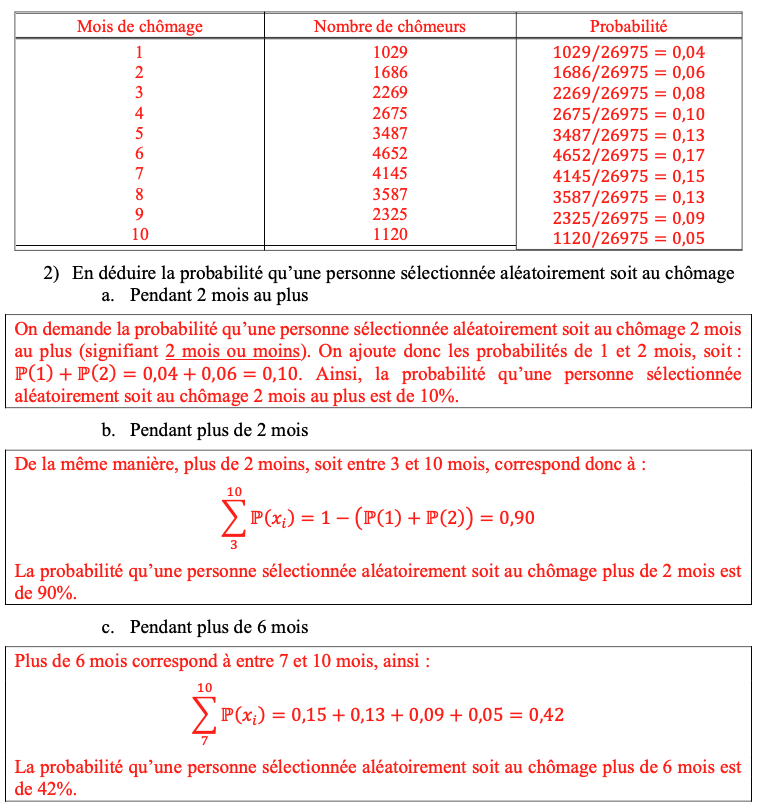 Mois de chômage Nombre de chômeurs Probabilité
1 1029 1029/26975 = 0,04
2 1686 1686/26975 = 0,06
3 2269 2269/26975 = 0,08
4 2675 2675/26975 = 0,10
5 3487 3487/26975 = 0,13
6 4652 4652/26975 = 0,17
7 4145 4145/26975 = 0,15
8 3587 3587/26975 = 0,13
9 2325 2325/26975 = 0,09
10 1120 1120/26975 = 0,05
2) En déduire la probabilité qu’une personne sélectionnée aléatoirement soit au chômage
a. Pendant 2 mois au plus
On demande la probabilité qu’une personne sélectionnée aléatoirement soit au chômage 2 mois
au plus (signifiant 2 mois ou moins). On ajoute donc les probabilités de 1 et 2 mois, soit :
ℙ(1) + ℙ(2) = 0,04 + 0,06 = 0,10. Ainsi, la probabilité qu’une personne sélectionnée
aléatoirement soit au chômage 2 mois au plus est de 10%.
b. Pendant plus de 2 mois
De la même manière, plus de 2 moins, soit entre 3 et 10 mois, correspond donc à :
10
∑ ℙ(xᵢ) = 1 − (ℙ(1) + ℙ(2)) = 0,90
3
La probabilité qu’une personne sélectionnée aléatoirement soit au chômage plus de 2 mois est
de 90%.
c. Pendant plus de 6 mois
Plus de 6 mois correspond à entre 7 et 10 mois, ainsi :
10
∑ ℙ(xᵢ) = 0,15 + 0,13 + 0,09 + 0,05 = 0,42
7
La probabilité qu’une personne sélectionnée aléatoirement soit au chômage plus de 6 mois est
de 42%.